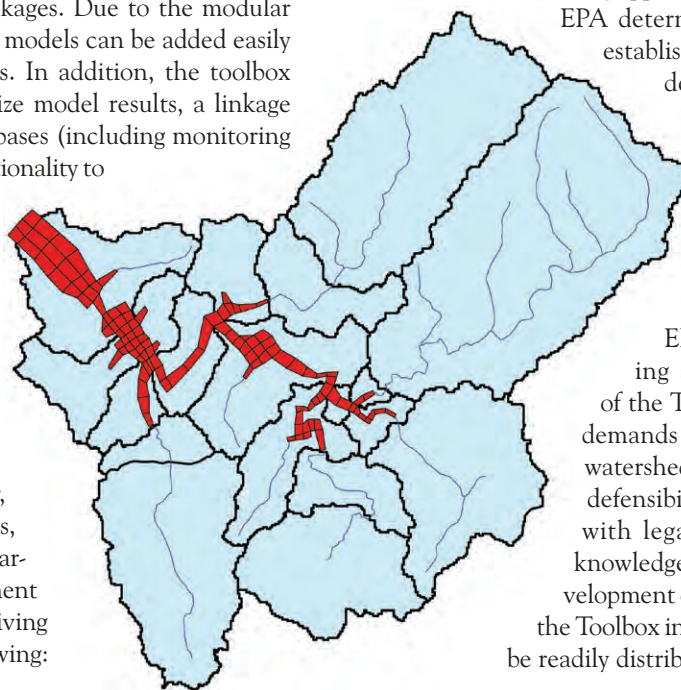 kages. Due to the modular
models can be added easily
s. In addition, the toolbox
ize model results, a linkage
bases (including monitoring
tionality to
s,
ar-
ment
iving
wing:
EPA determ
establis
de
ing
of the T
demands
watershed
defensibi
with lega
knowledge
velopment
the Toolbox in
be readily distrib